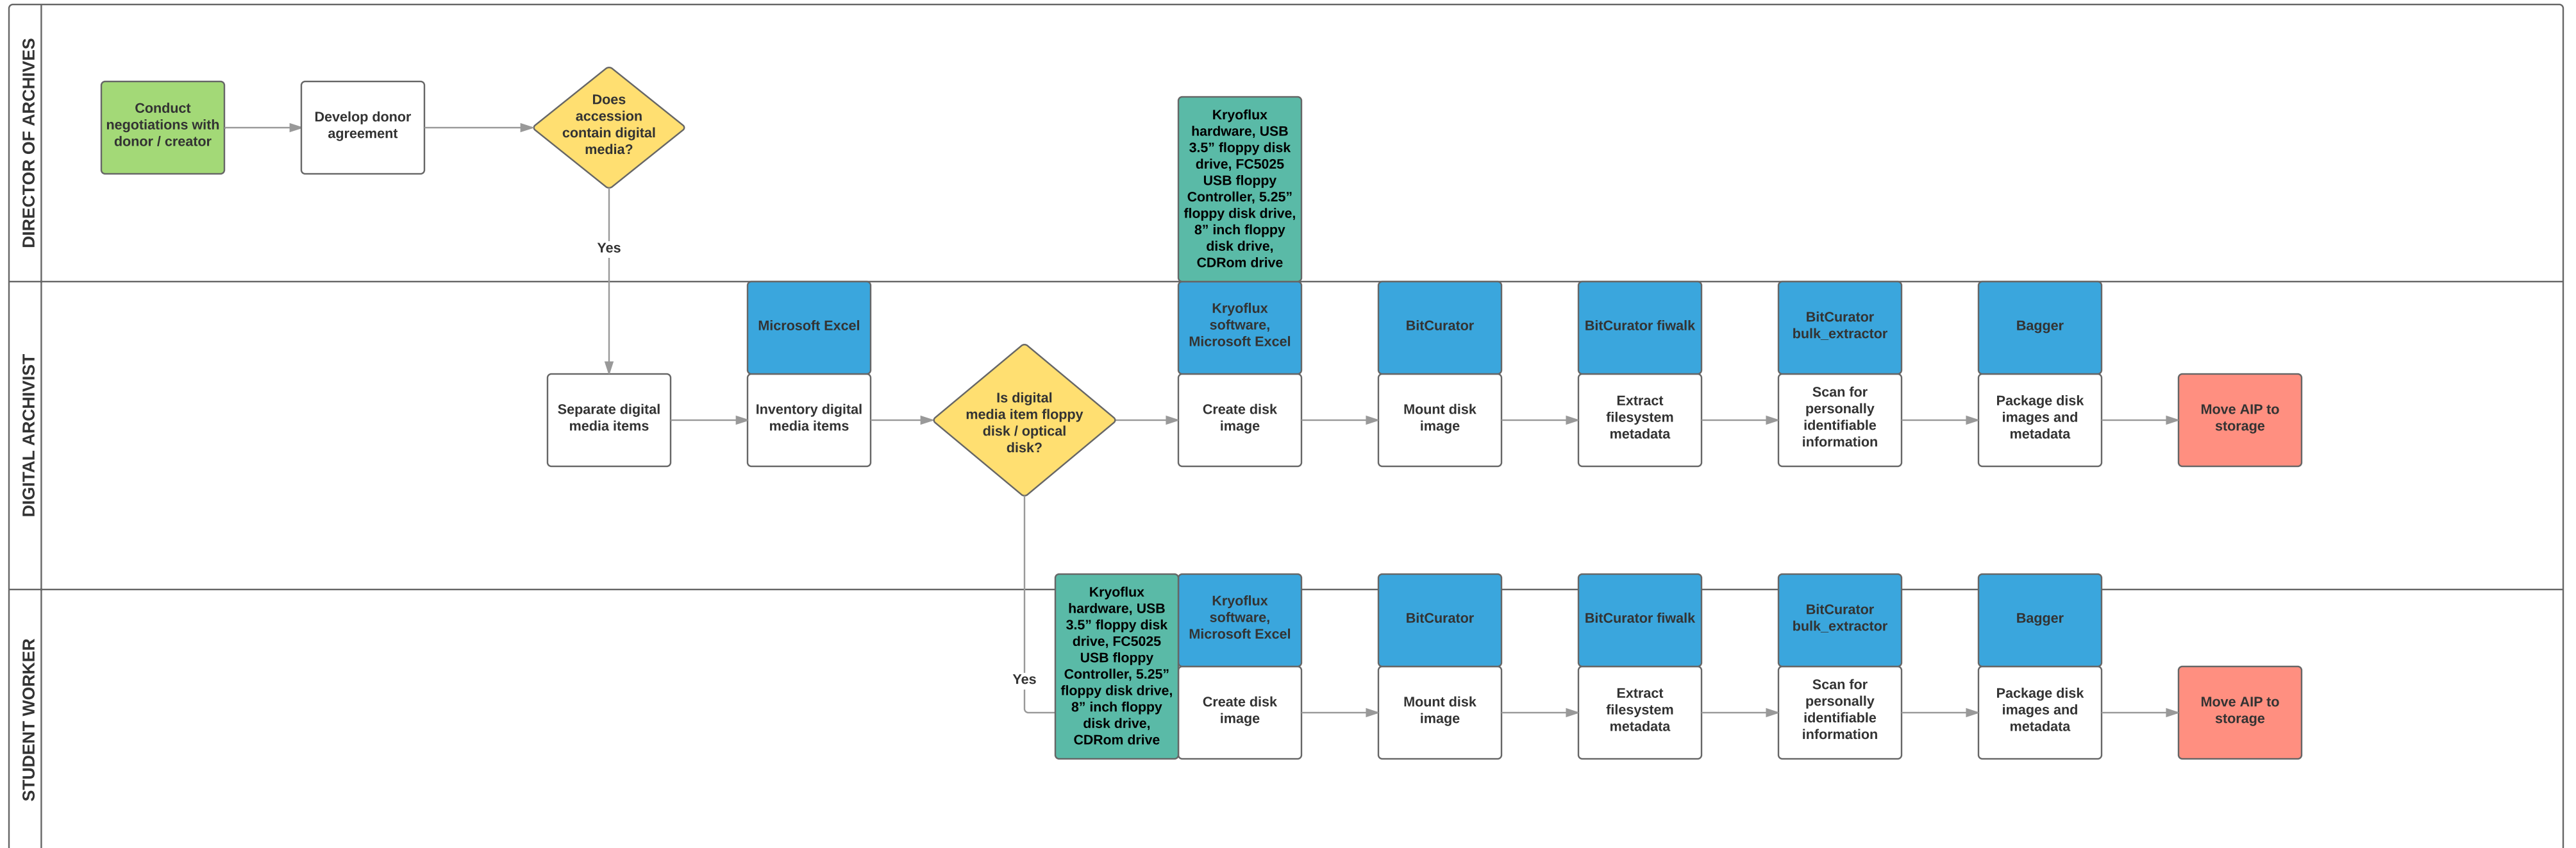 DIRECTOR OF ARCHIVES
Conduct
negotiations with
donor / creator
Develop donor
agreement
Does
accession
contain digital
media?
Yes
Kryoflux
hardware, USB
3.5” floppy disk
drive, FC5025
USB floppy
Controller, 5.25”
floppy disk drive,
8” inch floppy
disk drive,
CDRom drive
DIGITAL ARCHIVIST
Separate digital
media items
Microsoft Excel
Inventory digital
media items
Is digital
media item floppy
disk / optical
disk?
Kryoflux
software,
Microsoft Excel
Create disk
image
BitCurator
Mount disk
image
BitCurator fiwalk
Extract
filesystem
metadata
BitCurator
bulk_extractor
Scan for
personally
identifiable
information
Bagger
Package disk
images and
metadata
Move AIP to
storage
STUDENT WORKER
Yes
Kryoflux
hardware, USB
3.5” floppy disk
drive, FC5025
USB floppy
Controller, 5.25”
floppy disk drive,
8” inch floppy
disk drive,
CDRom drive
Kryoflux
software,
Microsoft Excel
Create disk
image
BitCurator
Mount disk
image
BitCurator fiwalk
Extract
filesystem
metadata
BitCurator
bulk_extractor
Scan for
personally
identifiable
information
Bagger
Package disk
images and
metadata
Move AIP to
storage